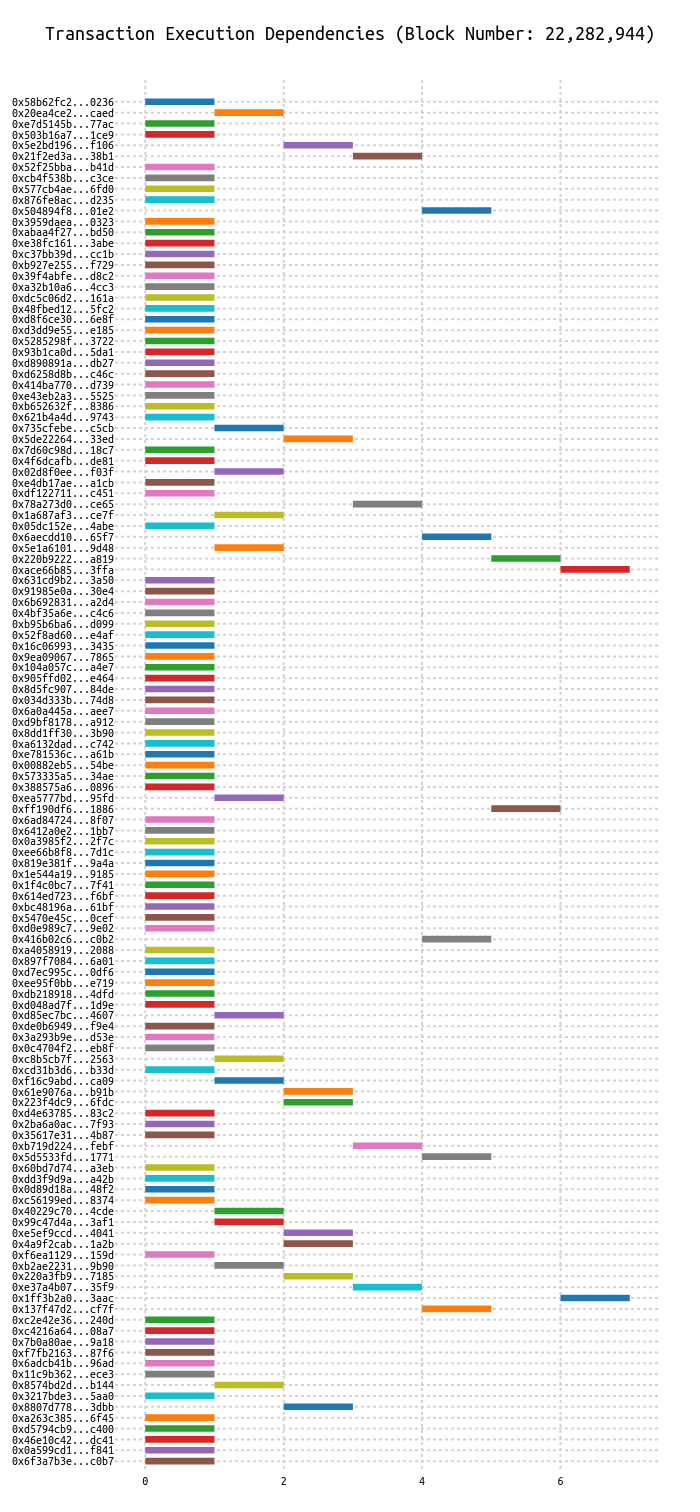 Transaction Execution Dependencies (Block Number: 22,282,944)
0x58b62fc2...0236
0x20ea4ce2...caed
0xe7d5145b...77ac
0x503b16a7...1ce9
0x5e2bd196...f106
0x21f2ed3a...38b1
0x52f25bba...b41d
0xcb4f538b...c3ce
0x577cb4ae...6fd0
0x876fe8ac...d235
0x504894f8...01e2
0x3959daea...0323
0xabaa4f27...bd50
0xe38fc161...3abe
0xc37bb39d...cc1b
0xb927e255...f729
0x39f4abfe...d8c2
0xa32b10a6...4cc3
0xdc5c06d2...161a
0x48fbed12...5fc2
0xd8f6ce30...6e8f
0xd3dd9e55...e185
0x5285298f...3722
0x93b1ca0d...5da1
0xd890891a...db27
0xd6258d8b...c46c
0x414ba770...d739
0xe43eb2a3...5525
0xb652632f...8386
0x621b4a4d...9743
0x735cfebe...c5cb
0x5de22264...33ed
0x7d60c98d...18c7
0x4f6dcafb...de81
0x02d8f0ee...f03f
0xe4db17ae...a1cb
0xdf122711...c451
0x78a273d0...ce65
0x1a687af3...ce7f
0x05dc152e...4abe
0x6aecdd10...65f7
0x5e1a6101...9d48
0x220b9222...a819
0xace66b85...3ffa
0x631cd9b2...3a50
0x91985e0a...30e4
0x6b692831...a2d4
0x4bf35a6e...c4c6
0xb95b6ba6...d099
0x52f8ad60...e4af
0x16c06993...3435
0x9ea09067...7865
0x104a057c...a4e7
0x905ffd02...e464
0x8d5fc907...84de
0x034d333b...74d8
0x6a0a445a...aee7
0xd9bf8178...a912
0x8dd1ff30...3b90
0xa6132dad...c742
0xe781536c...a61b
0x00882eb5...54be
0x573335a5...34ae
0x388575a6...0896
0xea5777bd...95fd
0xff190df6...1886
0x6ad84724...8f07
0x6412a0e2...1bb7
0x0a3985f2...2f7c
0xee66b8f8...7d1c
0x819e381f...9a4a
0x1e544a19...9185
0x1f4c0bc7...7f41
0x614ed723...f6bf
0xbc48196a...61bf
0x5470e45c...0cef
0xd0e989c7...9e02
0x416b02c6...c0b2
0xa4058919...2088
0x897f7084...6a01
0xd7ec995c...0df6
0xee95f0bb...e719
0xdb218918...4dfd
0xd048ad7f...1d9e
0xd85ec7bc...4607
0xde0b6949...f9e4
0x3a293b9e...d53e
0x0c4704f2...eb8f
0xc8b5cb7f...2563
0xcd31b3d6...b33d
0xf16c9abd...ca09
0x61e9076a...b91b
0x223f4dc9...6fdc
0xd4e63785...83c2
0x2ba6a0ac...7f93
0x35617e31...4b87
0xb719d224...febf
0x5d5533fd...1771
0x60bd7d74...a3eb
0xdd3f9d9a...a42b
0x0d89d18a...48f2
0xc56199ed...8374
0x40229c70...4cde
0x99c47d4a...3af1
0xe5ef9ccd...4041
0x4a9f2cab...1a2b
0xf6ea1129...159d
0xb2ae2231...9b90
0x220a3fb9...7185
0xe37a4b07...35f9
0x1ff3b2a0...3aac
0x137f47d2...cf7f
0xc2e42e36...240d
0xc4216a64...08a7
0x7b0a80ae...9a18
0xf7fb2163...87f6
0x6adcb41b...96ad
0x11c9b362...ece3
0x8574bd2d...b144
0x3217bde3...5aa0
0x8807d778...3dbb
0xa263c385...6f45
0xd5794cb9...c400
0x46e10c42...dc41
0x0a599cd1...f841
0x6f3a7b3e...c0b7
0 2 4 6